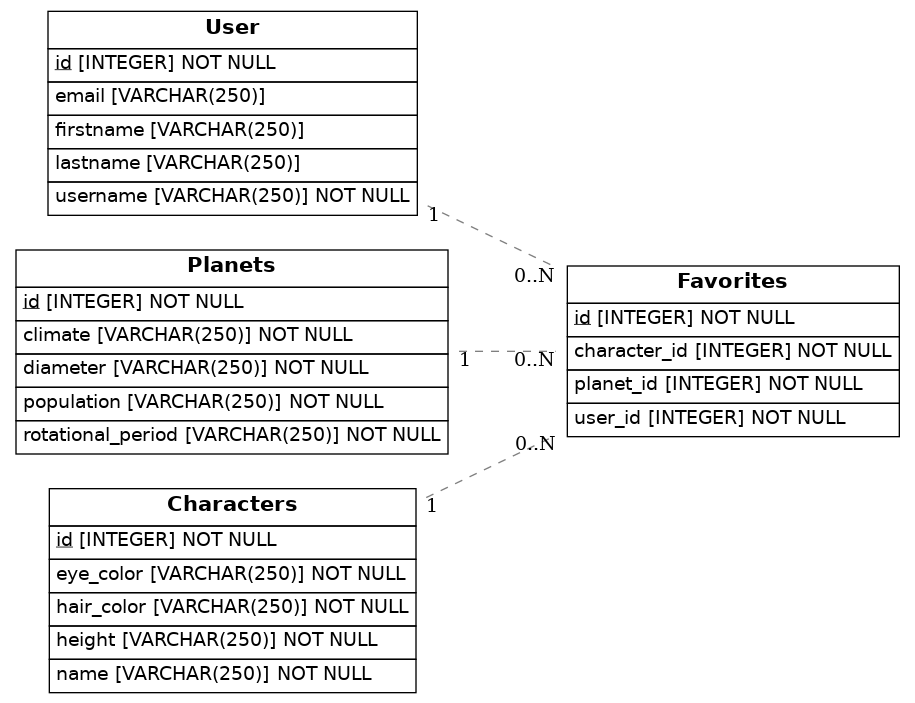 User
id [INTEGER] NOT NULL
email [VARCHAR(250)]
firstname [VARCHAR(250)]
lastname [VARCHAR(250)]
username [VARCHAR(250)] NOT NULL
1
0..N
Planets
id [INTEGER] NOT NULL
climate [VARCHAR(250)] NOT NULL
diameter [VARCHAR(250)] NOT NULL
population [VARCHAR(250)] NOT NULL
rotational_period [VARCHAR(250)] NOT NULL
1
0..N
Favorites
id [INTEGER] NOT NULL
character_id [INTEGER] NOT NULL
planet_id [INTEGER] NOT NULL
user_id [INTEGER] NOT NULL
0..N
1
Characters
id [INTEGER] NOT NULL
eye_color [VARCHAR(250)] NOT NULL
hair_color [VARCHAR(250)] NOT NULL
height [VARCHAR(250)] NOT NULL
name [VARCHAR(250)] NOT NULL